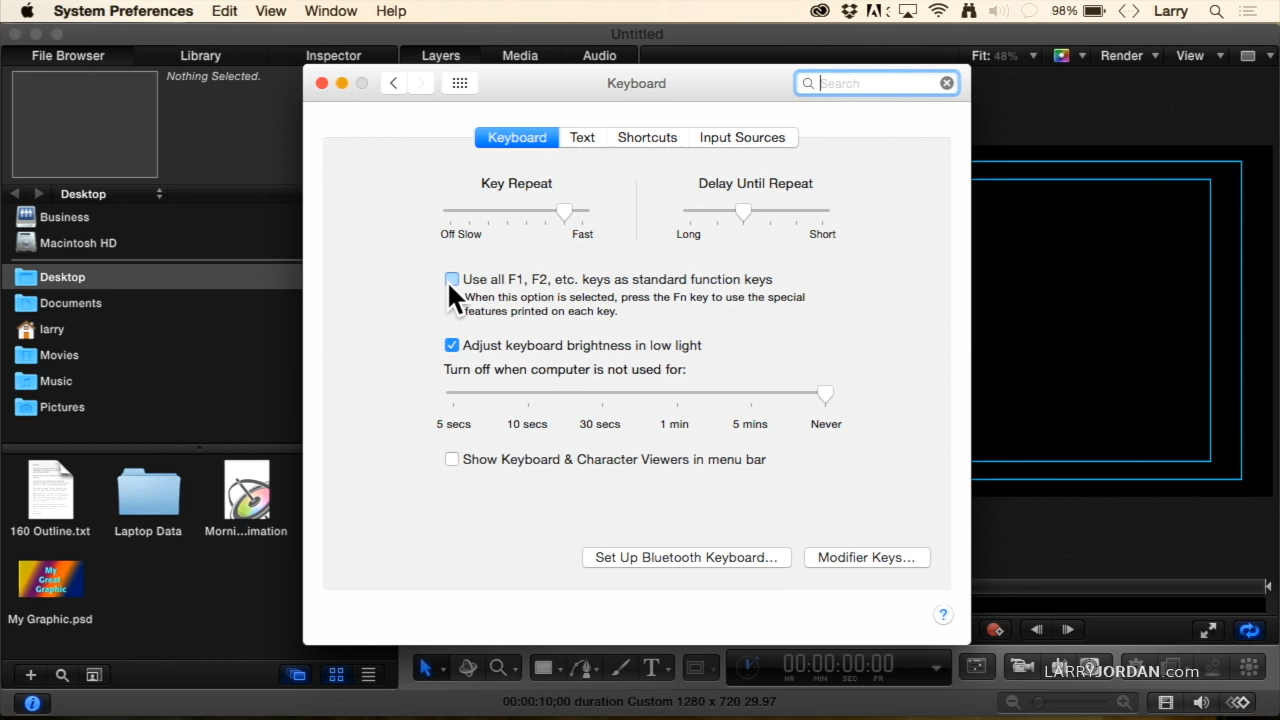 System Preferences Edit View Window Help
98% Larry
Untitled
File Browser Library Inspector Layers Media Audio
Fit: 48% Render View
Nothing Selected.
Keyboard
Search
Keyboard Text Shortcuts Input Sources
Key Repeat Delay Until Repeat
Off Slow Fast Long Short
Desktop
Business
Macintosh HD
Desktop
Documents
larry
Movies
Music
Pictures
Use all F1, F2, etc. keys as standard function keys
When this option is selected, press the Fn key to use the special
features printed on each key.
Adjust keyboard brightness in low light
Turn off when computer is not used for:
5 secs 10 secs 30 secs 1 min 5 mins Never
Show Keyboard & Character Viewers in menu bar
Set Up Bluetooth Keyboard... Modifier Keys...
?
160 Outline.txt Laptop Data Morni...imation
My
Great
Graphic
My Graphic.psd
T
00:00:00:00
HR MIN SEC FR
LARRYJORDAN.com
00:00:10;00 duration Custom 1280 x 720 29.97